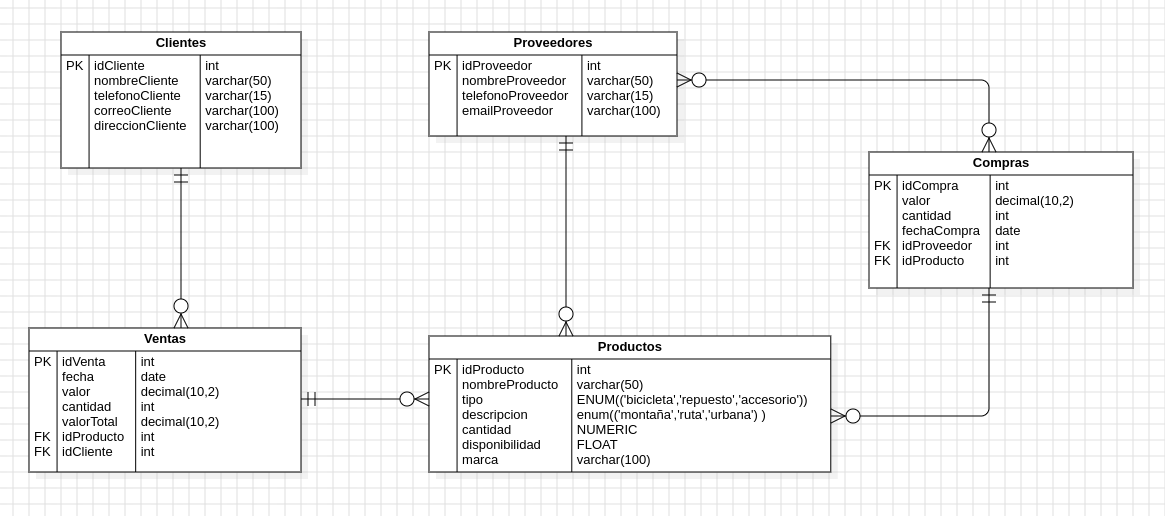 Clientes
PK idCliente int
nombreCliente varchar(50)
telefonoCliente varchar(15)
correoCliente varchar(100)
direccionCliente varchar(100)
Proveedores
PK idProveedor int
nombreProveedor varchar(50)
telefonoProveedor varchar(15)
emailProveedor varchar(100)
Compras
PK idCompra int
valor decimal(10,2)
cantidad int
fechaCompra date
FK idProveedor int
FK idProducto int
Ventas
PK idVenta int
fecha date
valor decimal(10,2)
cantidad int
valorTotal decimal(10,2)
FK idProducto int
FK idCliente int
Productos
PK idProducto int
nombreProducto varchar(50)
tipo ENUM(('bicicleta','repuesto','accesorio'))
descripcion enum(('montaña','ruta','urbana') )
cantidad NUMERIC
disponibilidad FLOAT
marca varchar(100)